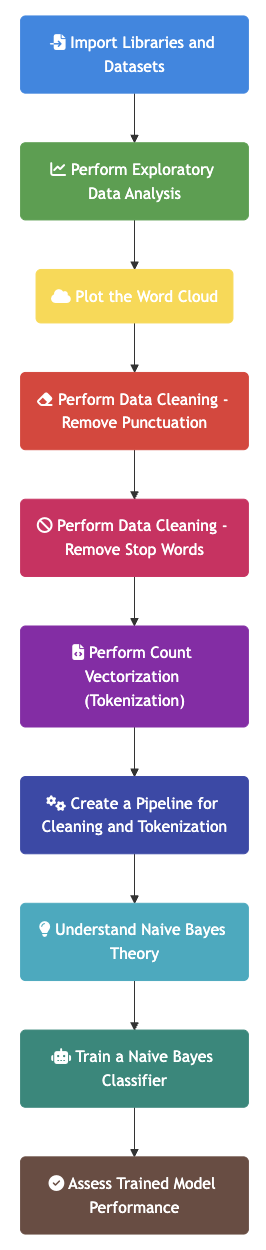 Import Libraries and
Datasets
Perform Exploratory
Data Analysis
Plot the Word Cloud
Perform Data Cleaning -
Remove Punctuation
Perform Data Cleaning -
Remove Stop Words
Perform Count
Vectorization
(Tokenization)
Create a Pipeline for
Cleaning and Tokenization
Understand Naive Bayes
Theory
Train a Naive Bayes
Classifier
Assess Trained Model
Performance